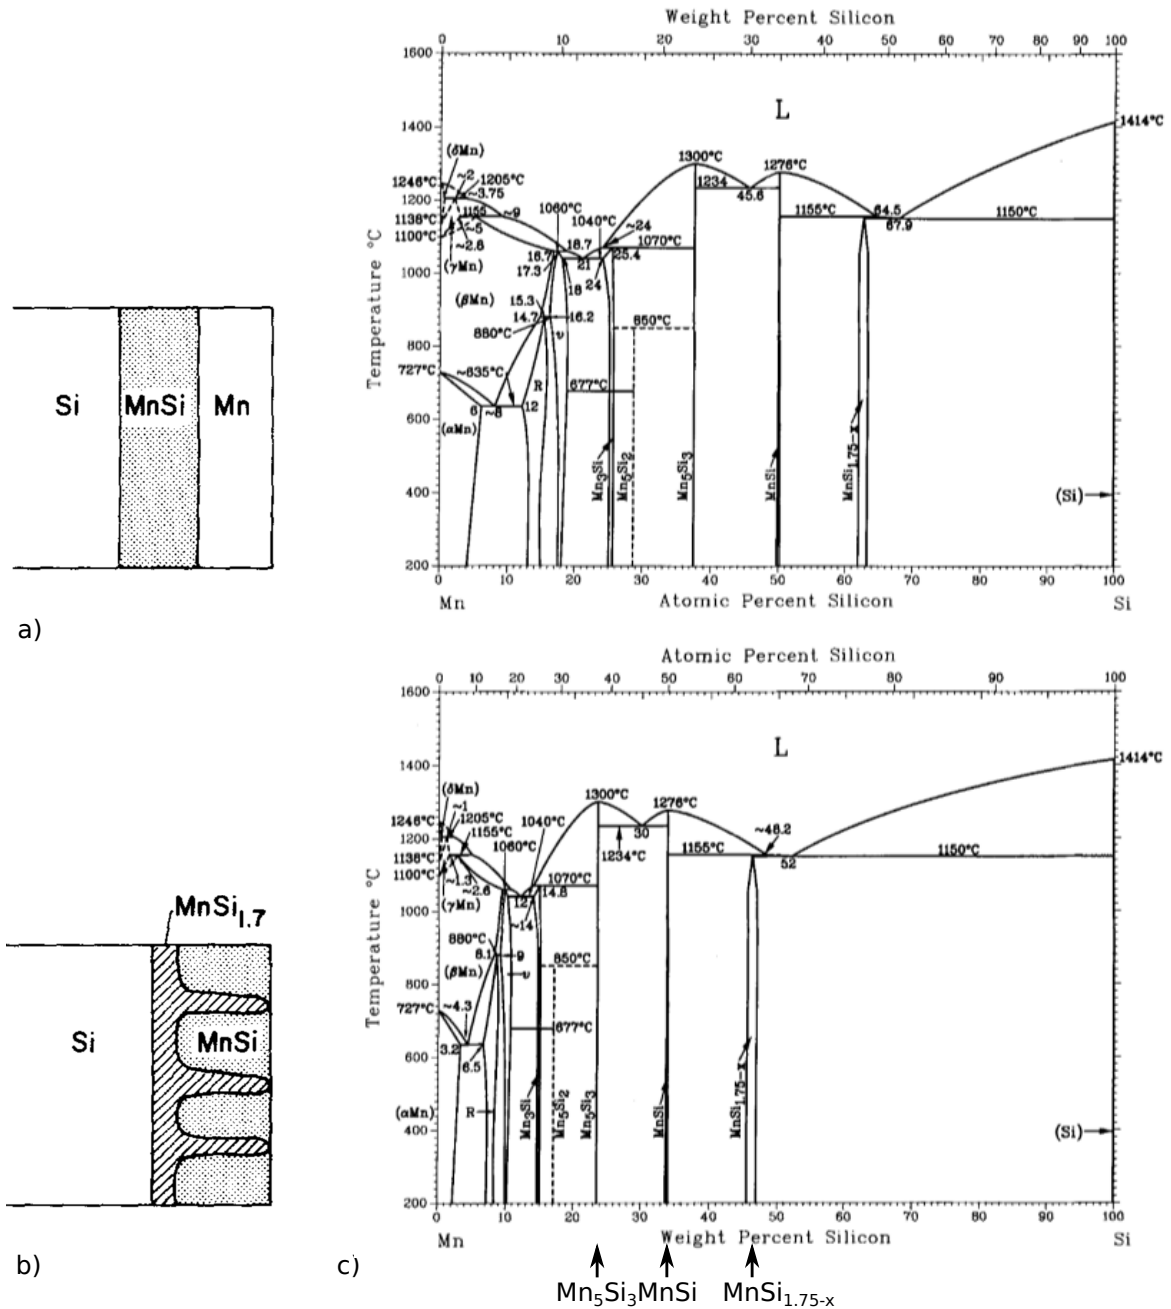 Weight Percent Silicon
0 10 20 30 40 50 60 70 80 90 100
1600
1400
1200
1000
800
600
400
200
Temperature °C
L
1414°C
(δMn)
1246°C
~2
1205°C
~3.75
1138°C
1155
~9
1100°C
~5
~2.6
(γMn)
1060°C
1040°C
~24
1300°C
1234
45.6
1276°C
1155°C
64.5
67.9
1150°C
18.7
1070°C
16.7
17.3
21
25.4
18
24
(βMn)
15.3
14.7
16.2
880°C
υ
850°C
727°C
~635°C
R
677°C
6
~8
12
(αMn)
Mn3Si
Mn5Si2
Mn5Si3
MnSi
MnSi1.75-x
(Si)
0 10 20 30 40 50 60 70 80 90 100
Mn
Atomic Percent Silicon
Si
Si
MnSi
Mn
a)
Atomic Percent Silicon
0 10 20 30 40 50 60 70 80 90 100
1600
1400
1200
1000
800
600
400
200
Temperature °C
L
1414°C
(δMn)
1246°C
~1
1205°C
1155°C
1138°C
1100°C
~1.3
~2.6
(γMn)
1060°C
1040°C
1300°C
30
1234°C
1276°C
~48.2
1155°C
52
1150°C
1070°C
12
14.8
~14
880°C
8.1
9
(βMn)
υ
850°C
727°C
~4.3
677°C
3.2
6.5
(αMn)
R
Mn3Si
Mn5Si2
Mn5Si3
MnSi
MnSi1.75-x
(Si)
0 10 20 30 40 50 60 70 80 90 100
Mn
Weight Percent Silicon
Si
MnSi1.7
Si
MnSi
b)
c)
Mn5Si3
MnSi
MnSi1.75-x